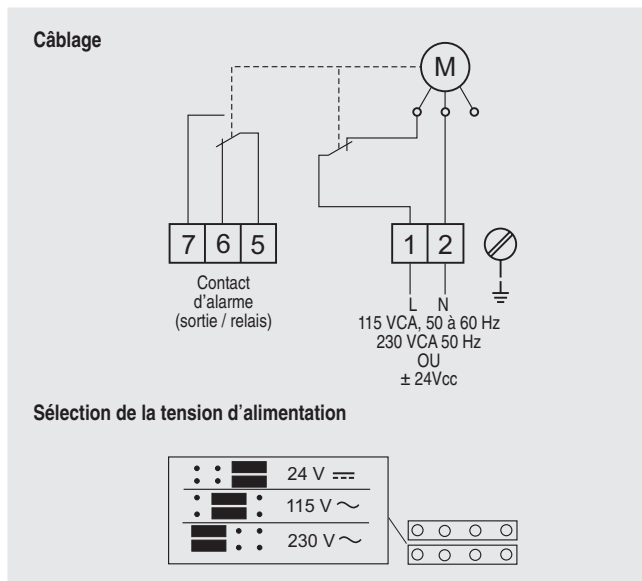 Câblage
M
7 6 5
1 2
Contact
d'alarme
(sortie / relais)
L N
115 VCA, 50 à 60 Hz
230 VCA 50 Hz
OU
± 24Vcc
Sélection de la tension d'alimentation
24 V ⎓
115 V ~
230 V ~